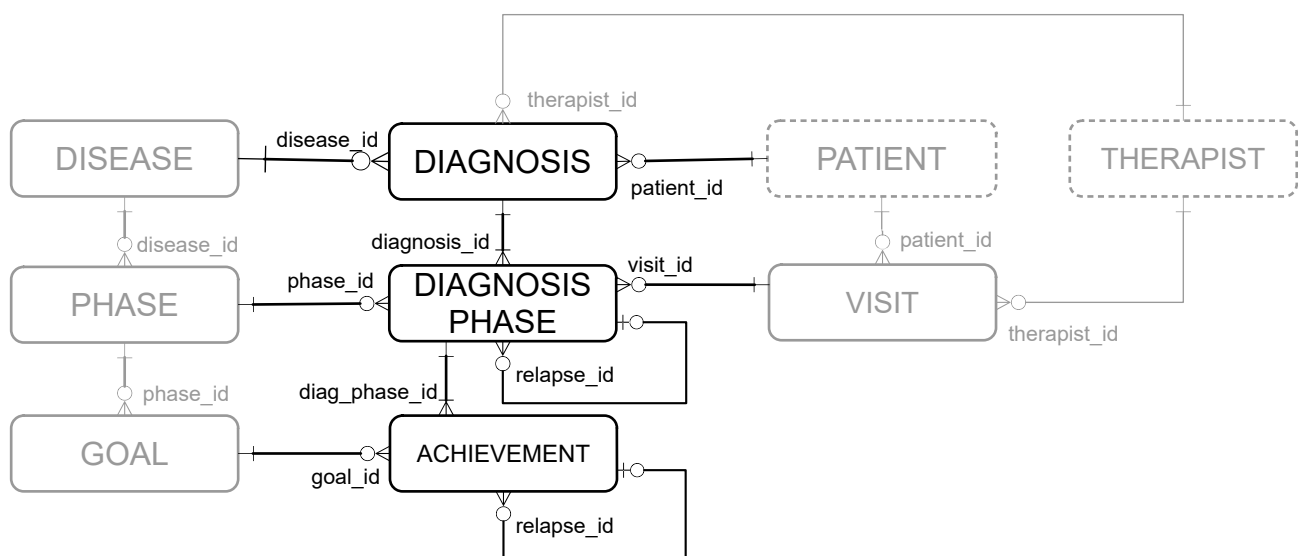 therapist_id
DISEASE
disease_id
DIAGNOSIS
patient_id
PATIENT
THERAPIST
disease_id
diagnosis_id
patient_id
PHASE
phase_id
DIAGNOSIS
PHASE
visit_id
VISIT
therapist_id
relapse_id
phase_id
diag_phase_id
GOAL
goal_id
ACHIEVEMENT
relapse_id